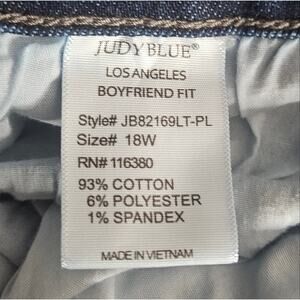 JUDY BLUE®
LOS ANGELES
BOYFRIEND FIT
Style# JB82169LT-PL
Size# 18W
RN# 116380
93% COTTON
6% POLYESTER
1% SPANDEX
MADE IN VIETNAM